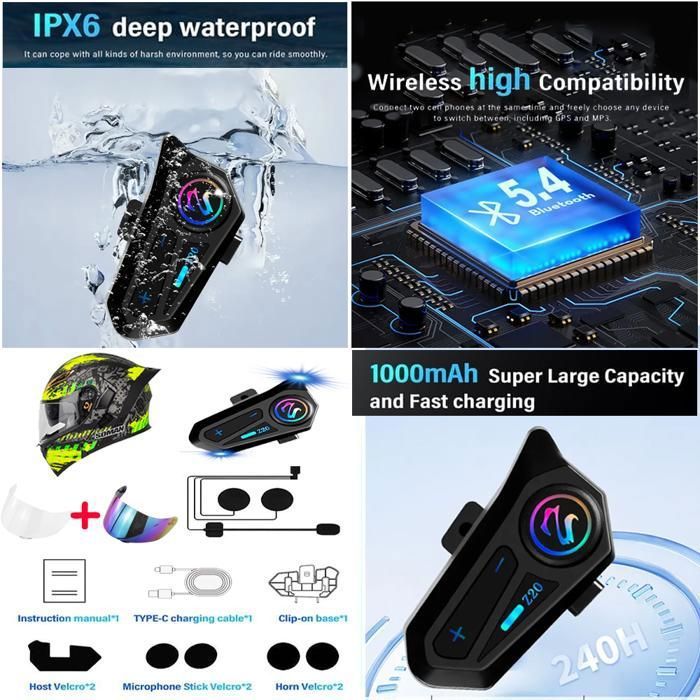 IPX6 deep waterproof
It can cope with all kinds of harsh environment, so you can ride smoothly.
Z20
Wireless high Compatibility
Connect two cell phones at the same time and freely choose any device
to switch between, including GPS and MP3.
5.4
Bluetooth
SOMAN
Z20
Instruction manual*1
TYPE-C charging cable*1
Clip-on base*1
Host Velcro*2
Microphone Stick Velcro*2
Horn Velcro*2
1000mAh Super Large Capacity
and Fast charging
Z20
240H